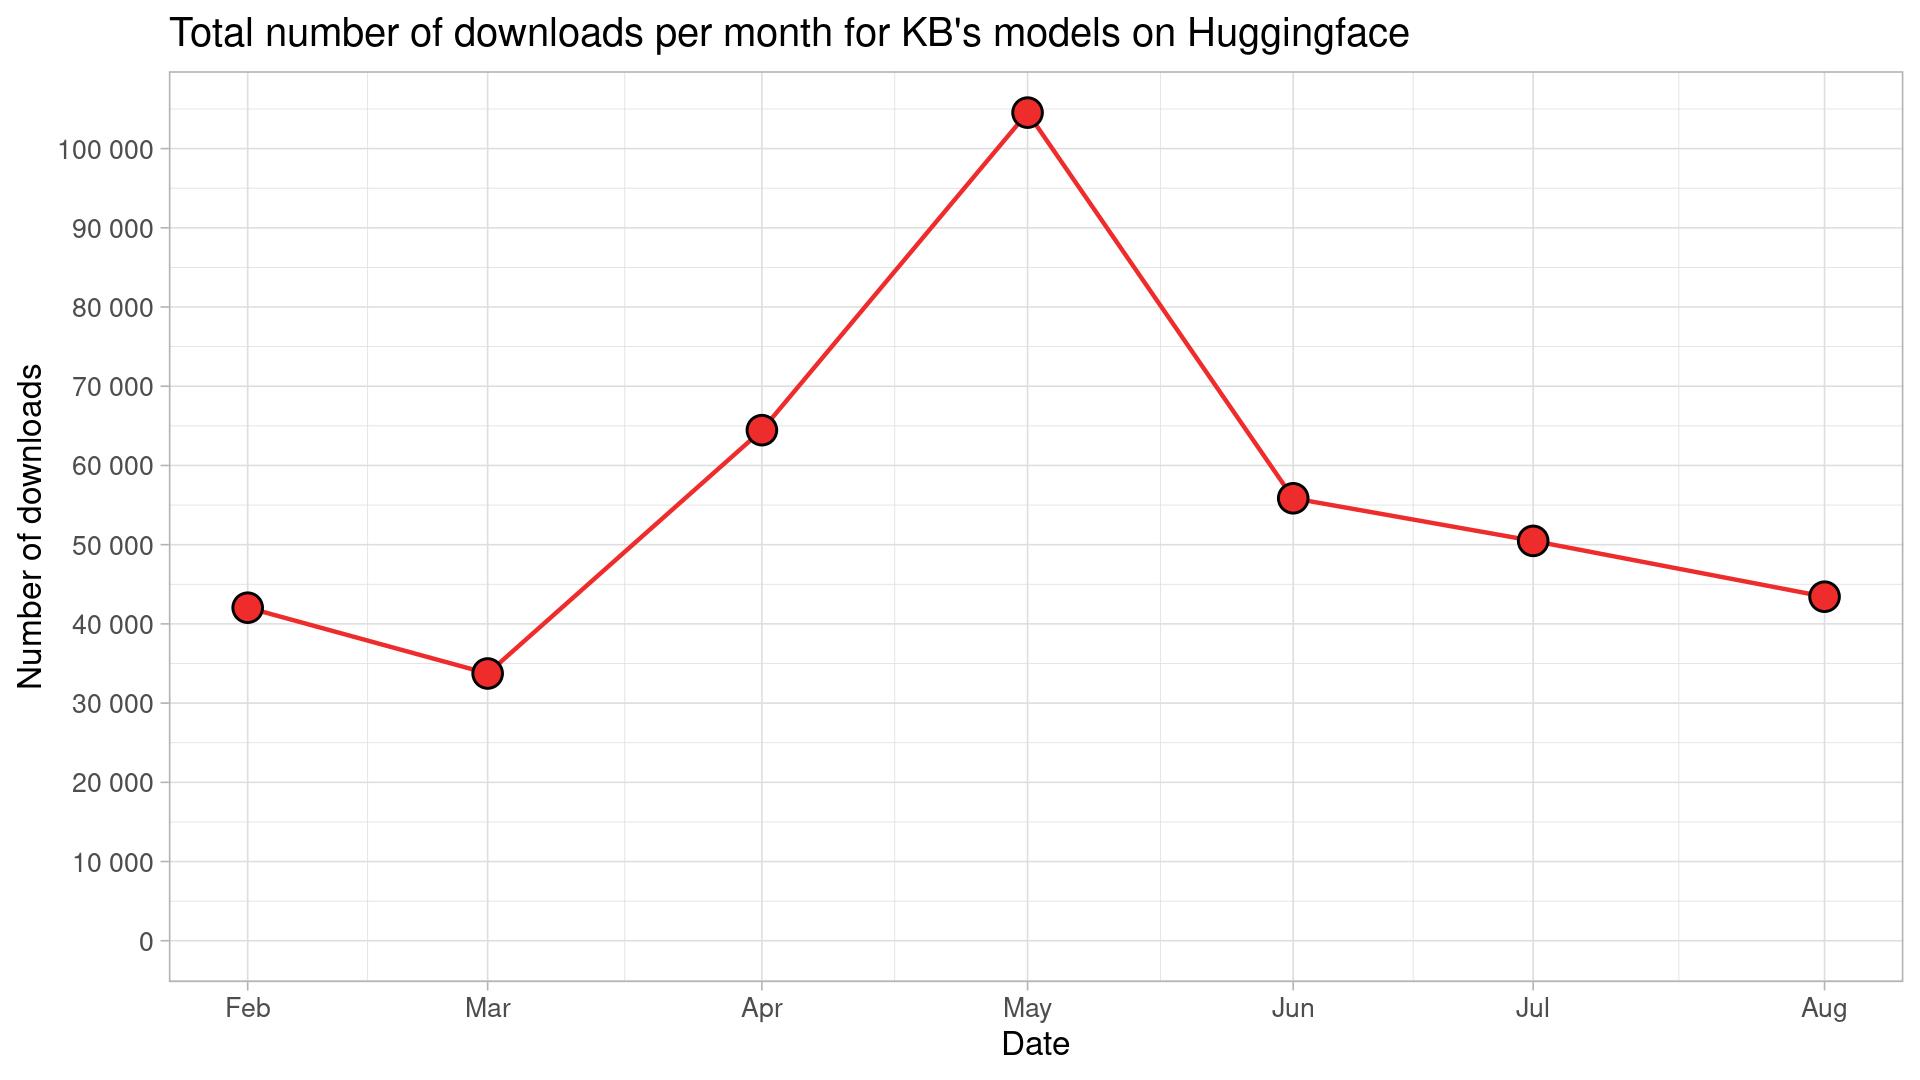 Total number of downloads per month for KB's models on Huggingface
Number of downloads
100 000
90 000
80 000
70 000
60 000
50 000
40 000
30 000
20 000
10 000
0
Feb Mar Apr May Jun Jul Aug
Date